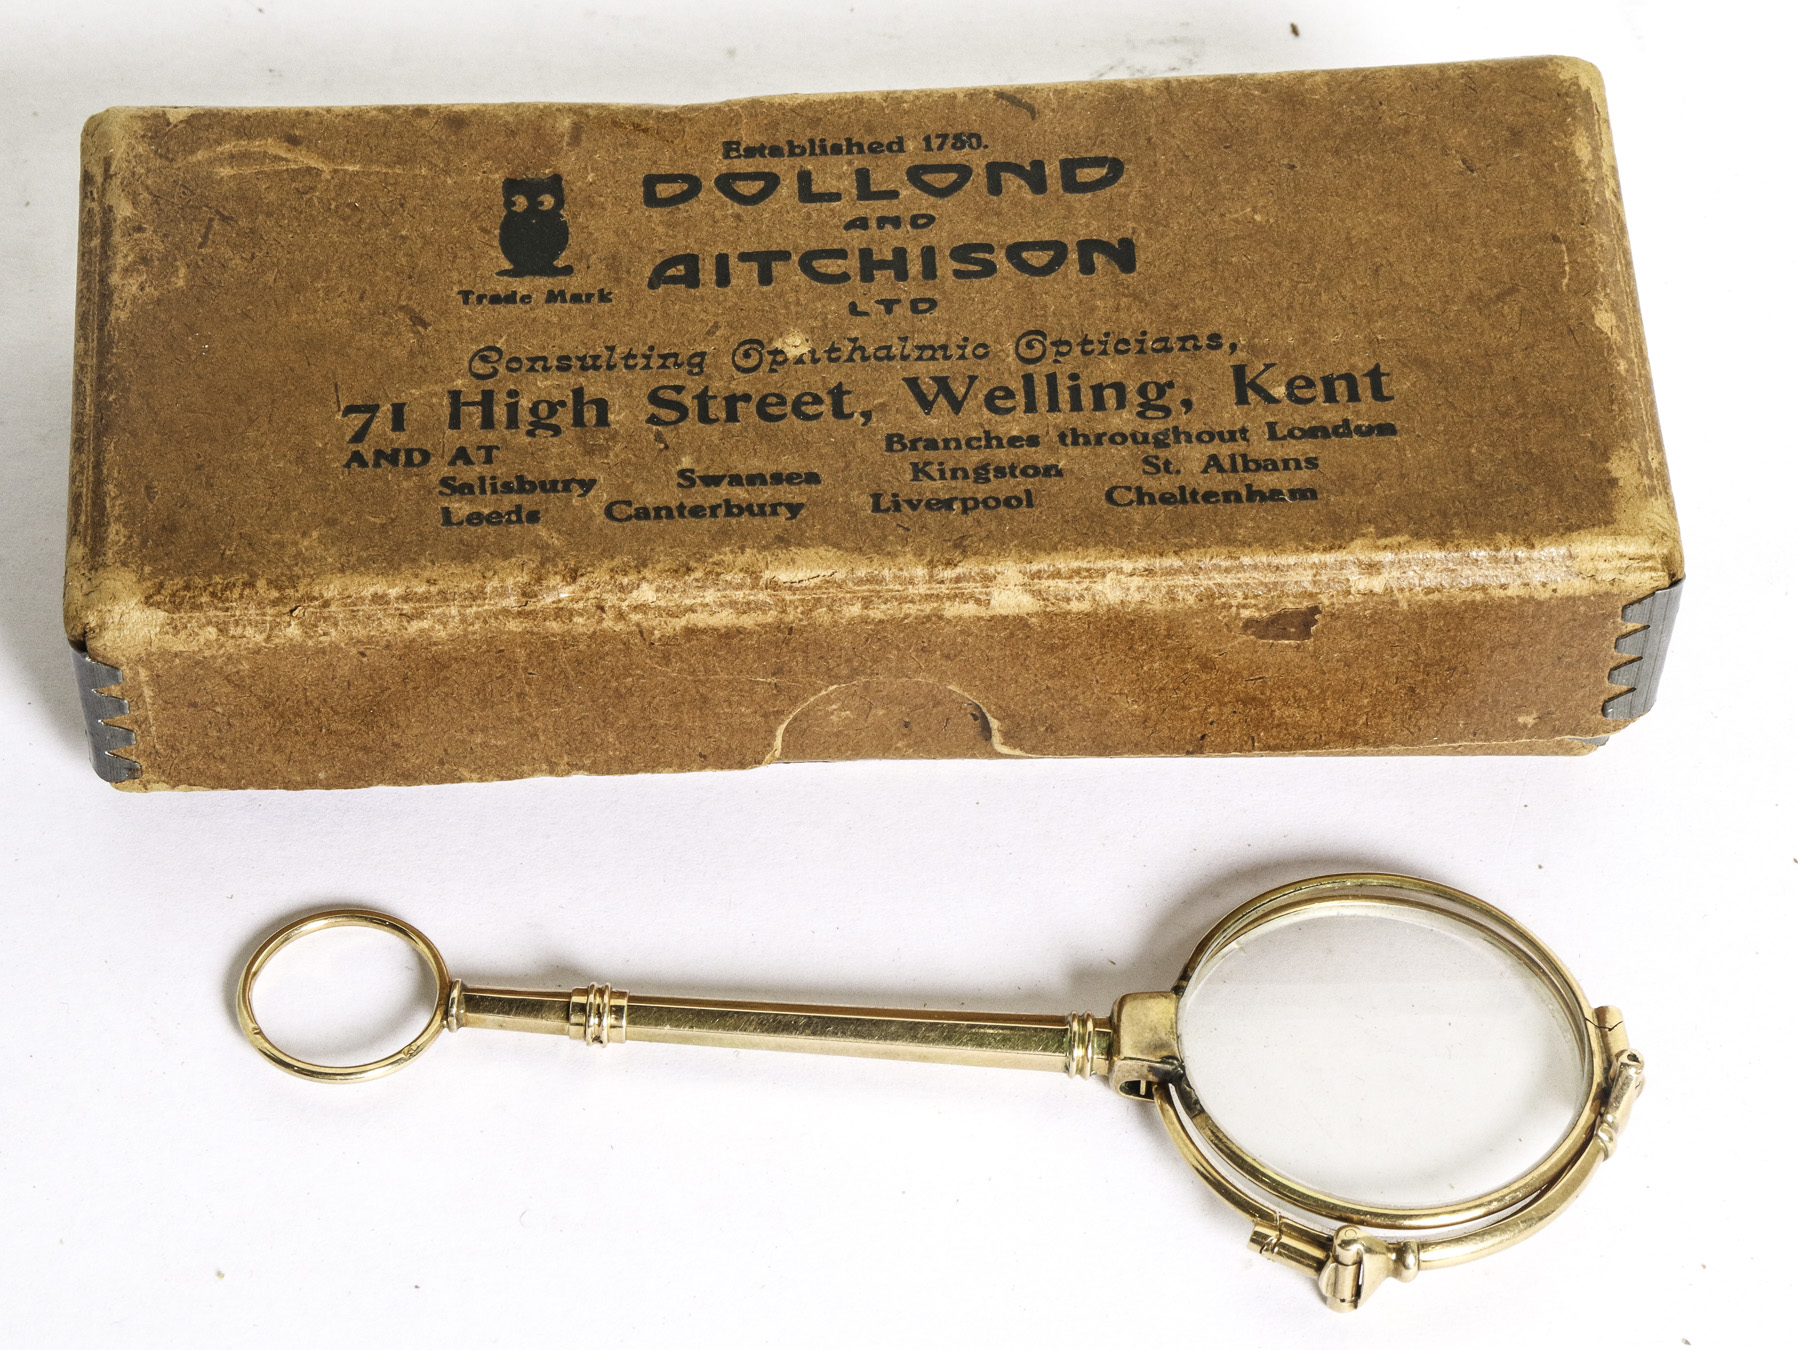 Established 1750.
DOLLOND
AND
AITCHISON
LTD
Trade Mark
Consulting Ophthalmic Opticians,
71 High Street, Welling, Kent
AND AT Branches throughout London
Salisbury Swansea Kingston St. Albans
Leeds Canterbury Liverpool Cheltenham